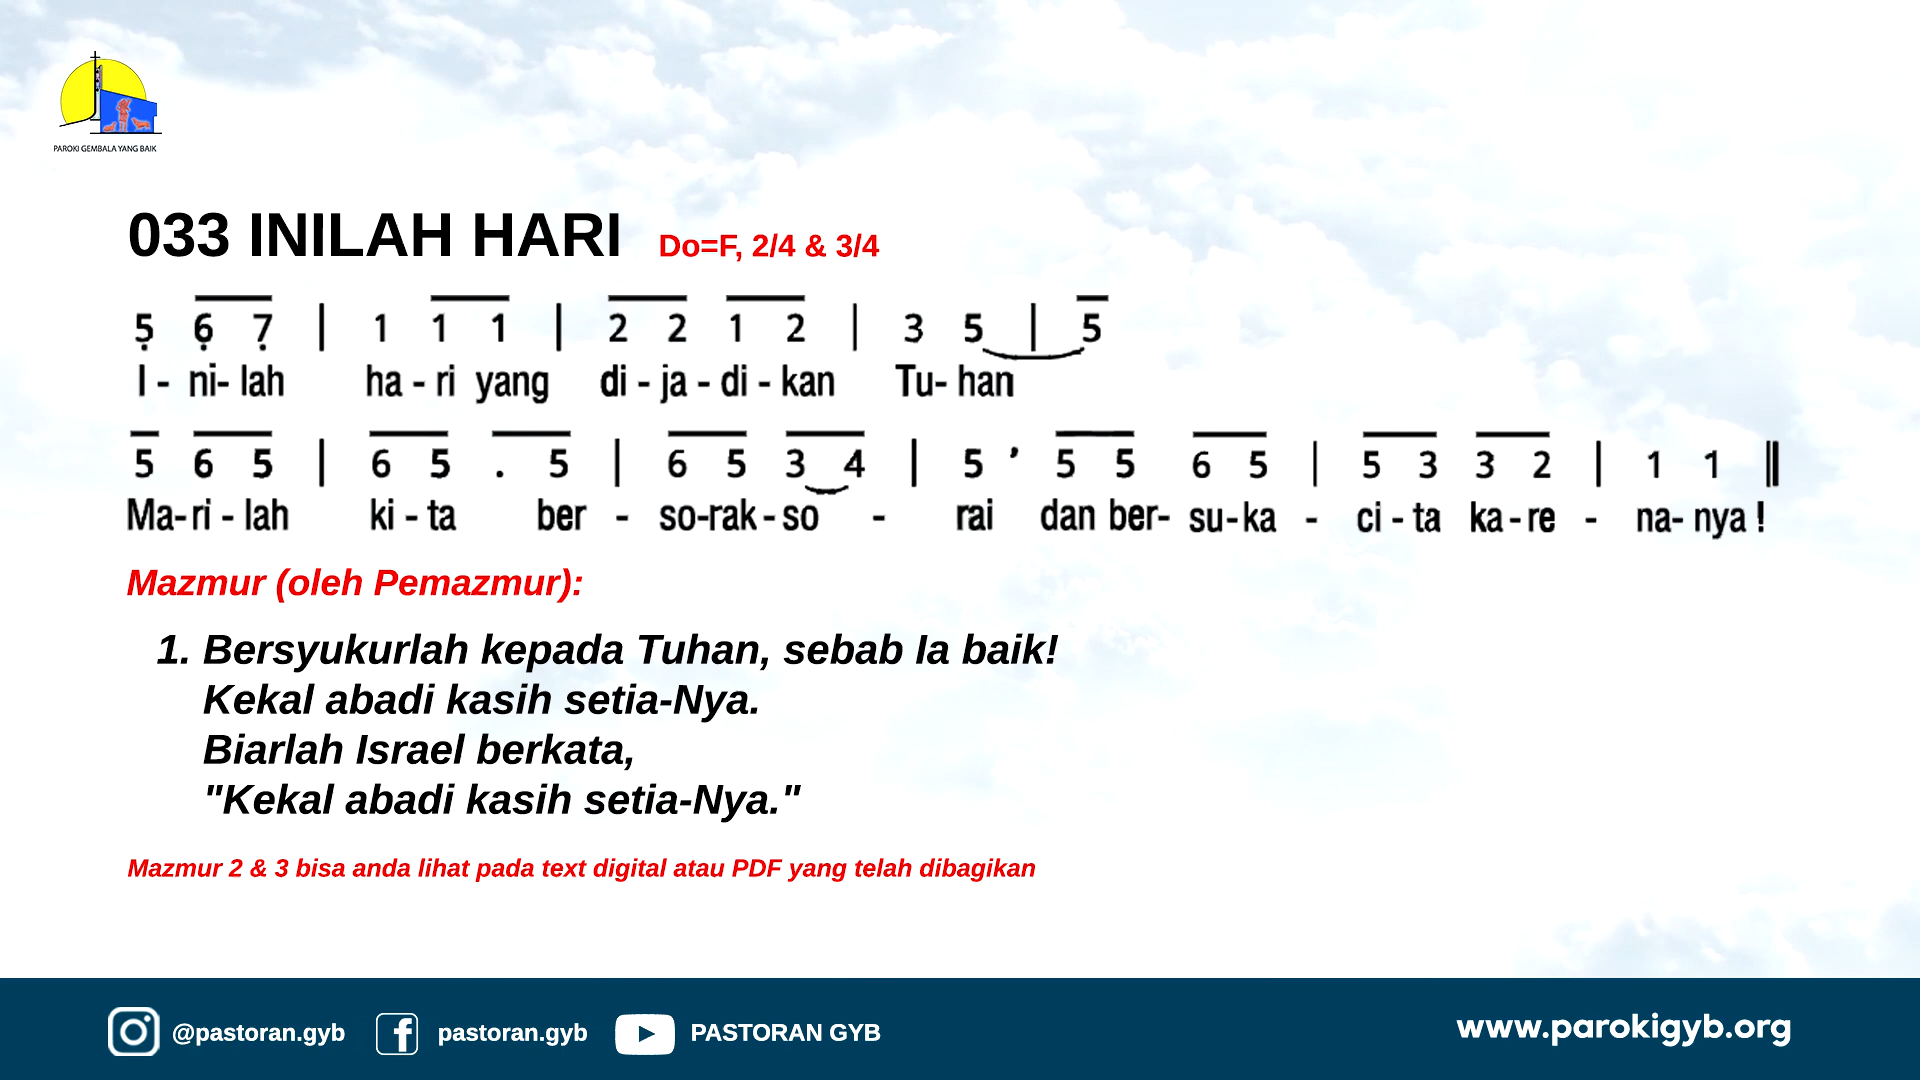 PAROKI GEMBALA YANG BAIK
033 INILAH HARI Do=F, 2/4 & 3/4
5̣ 6̣ 7̣ | 1 1 1 | 2 2 1 2 | 3 5 | 5
I - ni- lah ha - ri yang di - ja - di - kan Tu- han
5 6 5 | 6 5 . 5 | 6 5 3 4 | 5 ’ 5 5 6 5 | 5 3 3 2 | 1 1 ||
Ma- ri - lah ki - ta ber - so-rak - so - rai dan ber- su-ka - ci - ta ka - re - na- nya !
Mazmur (oleh Pemazmur):
1. Bersyukurlah kepada Tuhan, sebab Ia baik!
Kekal abadi kasih setia-Nya.
Biarlah Israel berkata,
"Kekal abadi kasih setia-Nya."
Mazmur 2 & 3 bisa anda lihat pada text digital atau PDF yang telah dibagikan
@pastoran.gyb pastoran.gyb PASTORAN GYB www.parokigyb.org